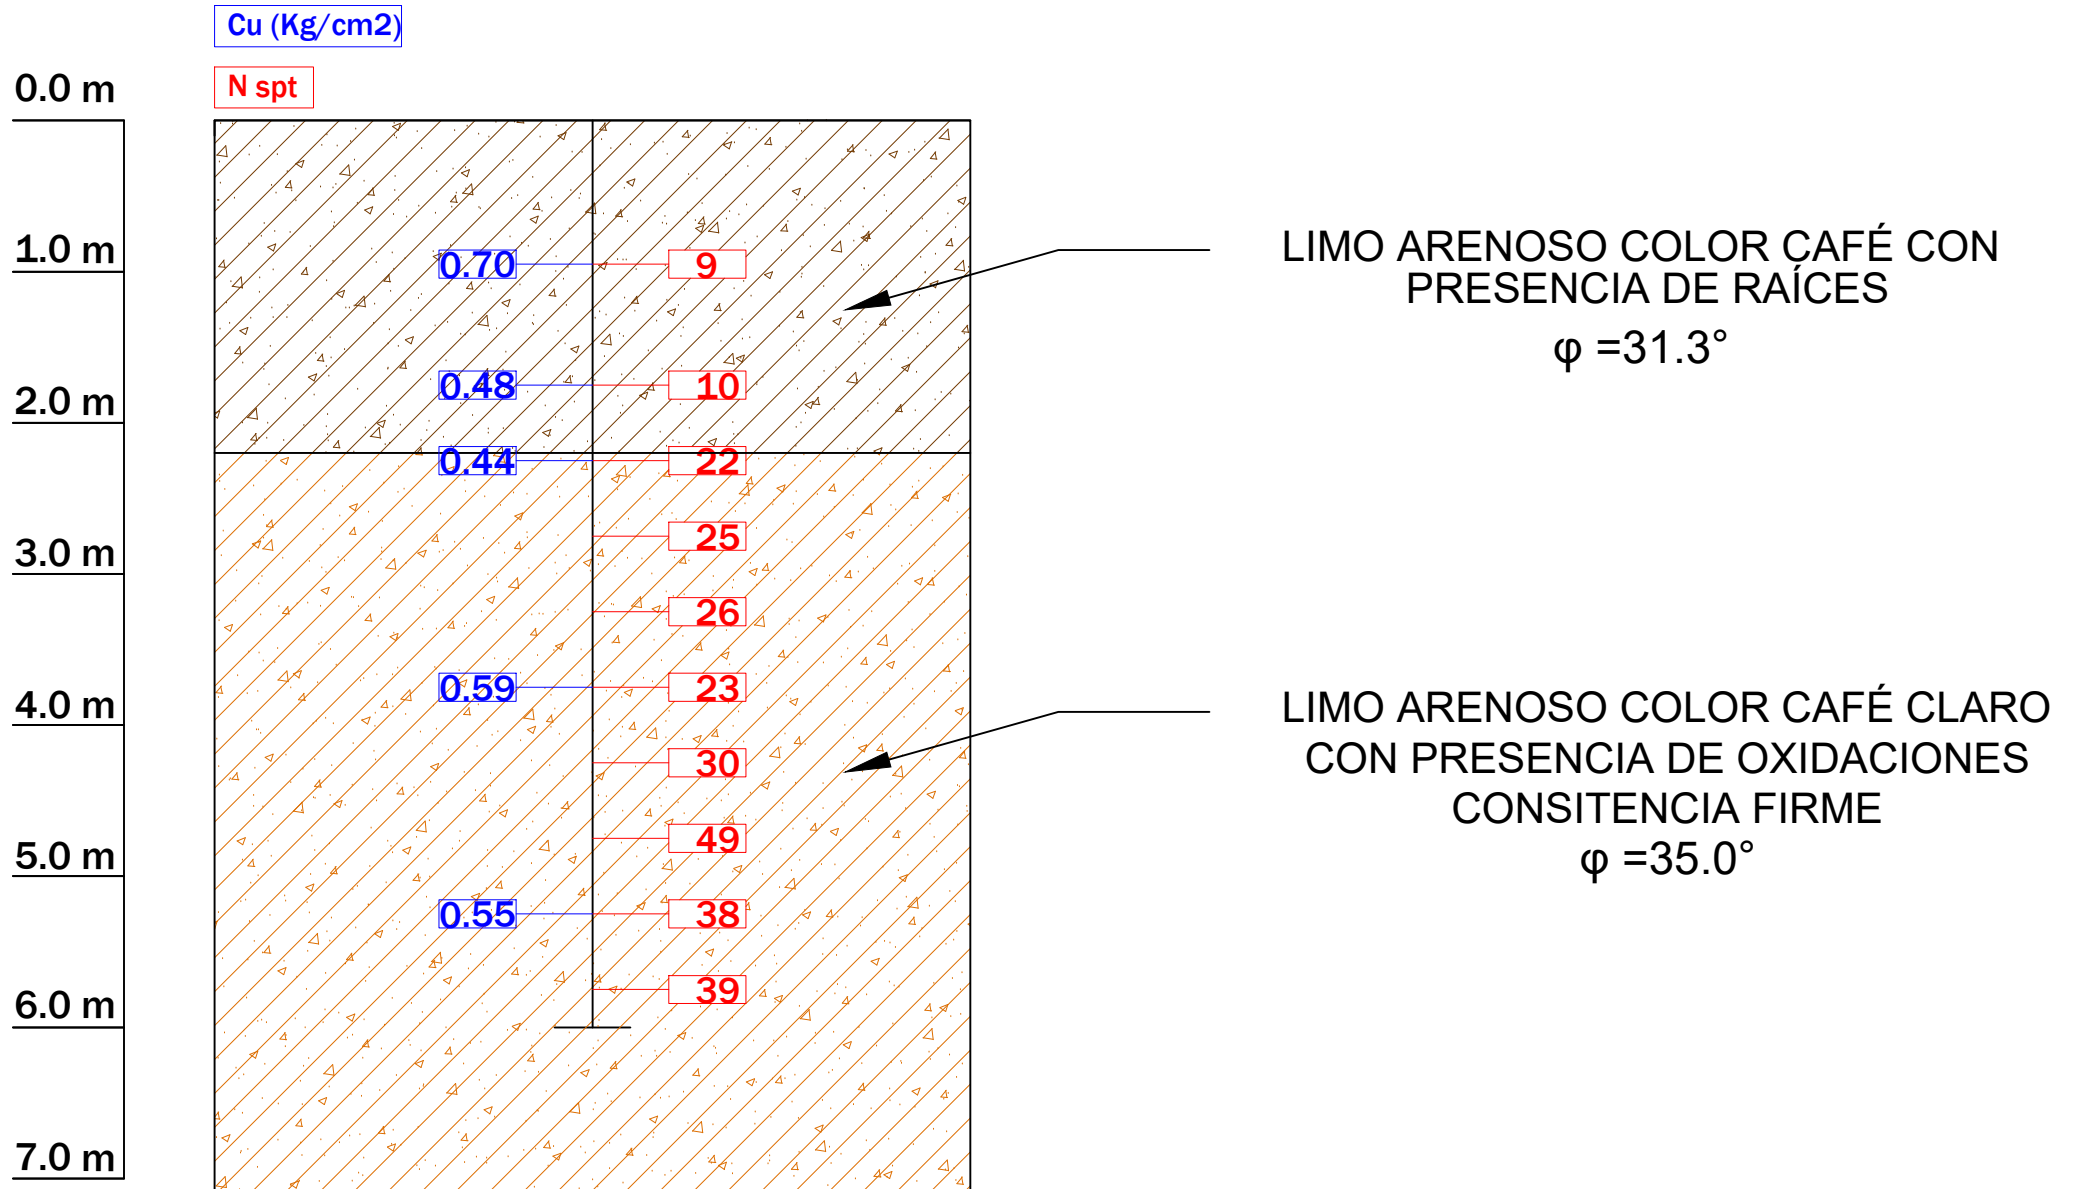 Cu (Kg/cm2)
N spt
0.0 m
1.0 m
2.0 m
3.0 m
4.0 m
5.0 m
6.0 m
7.0 m
0.70
9
0.48
10
0.44
22
25
26
0.59
23
30
49
0.55
38
39
LIMO ARENOSO COLOR CAFÉ CON
PRESENCIA DE RAÍCES
φ =31.3°
LIMO ARENOSO COLOR CAFÉ CLARO
CON PRESENCIA DE OXIDACIONES
CONSITENCIA FIRME
φ =35.0°